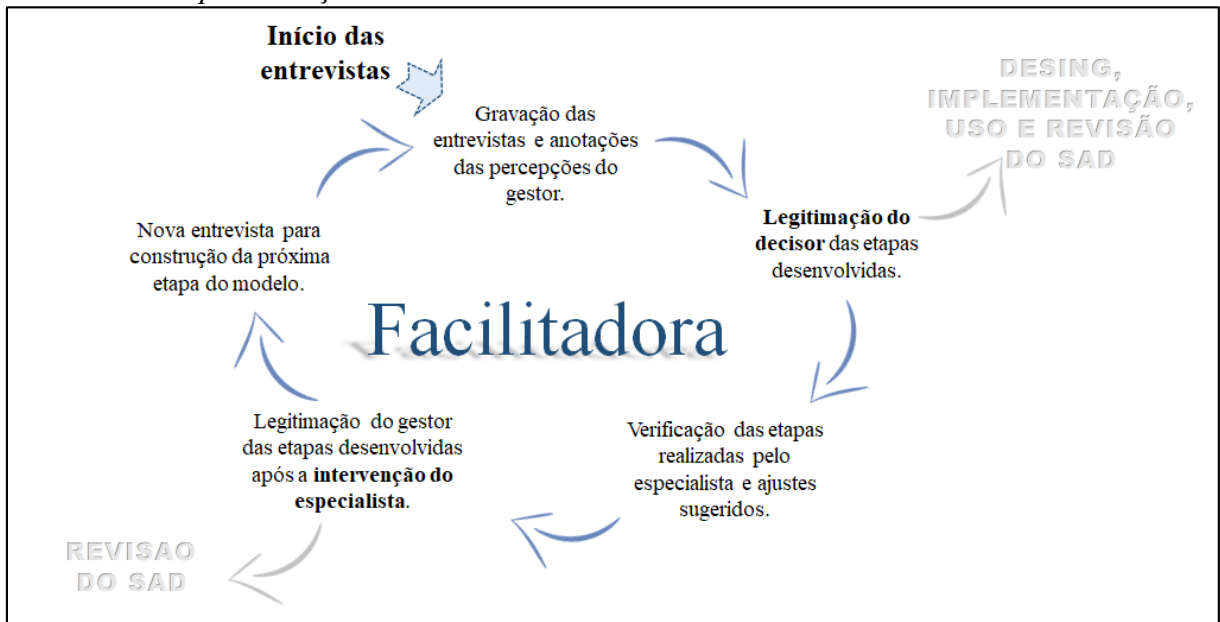 Início das
entrevistas
Gravação das
entrevistas e anotações
das percepções do
gestor.
DESING,
IMPLEMENTAÇÃO,
USO E REVISÃO
DO SAD
Legitimação do
decisor das etapas
desenvolvidas.
Nova entrevista para
construção da próxima
etapa do modelo.
Facilitadora
Legitimação do gestor
das etapas desenvolvidas
após a intervenção do
especialista.
Verificação das etapas
realizadas pelo
especialista e ajustes
sugeridos.
REVISAO
DO SAD